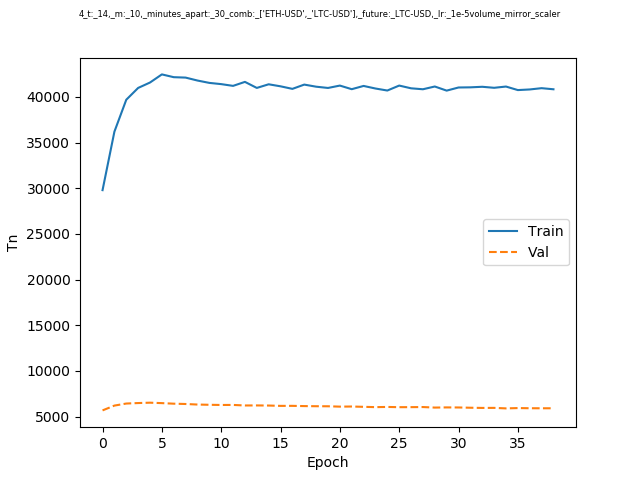 4_t:_14,_m:_10,_minutes_apart:_30_comb:_['ETH-USD',_'LTC-USD'],_future:_LTC-USD,_lr:_1e-5volume_mirror_scaler
40000
35000
30000
25000
20000
15000
10000
5000
Tn
Train
Val
0 5 10 15 20 25 30 35
Epoch